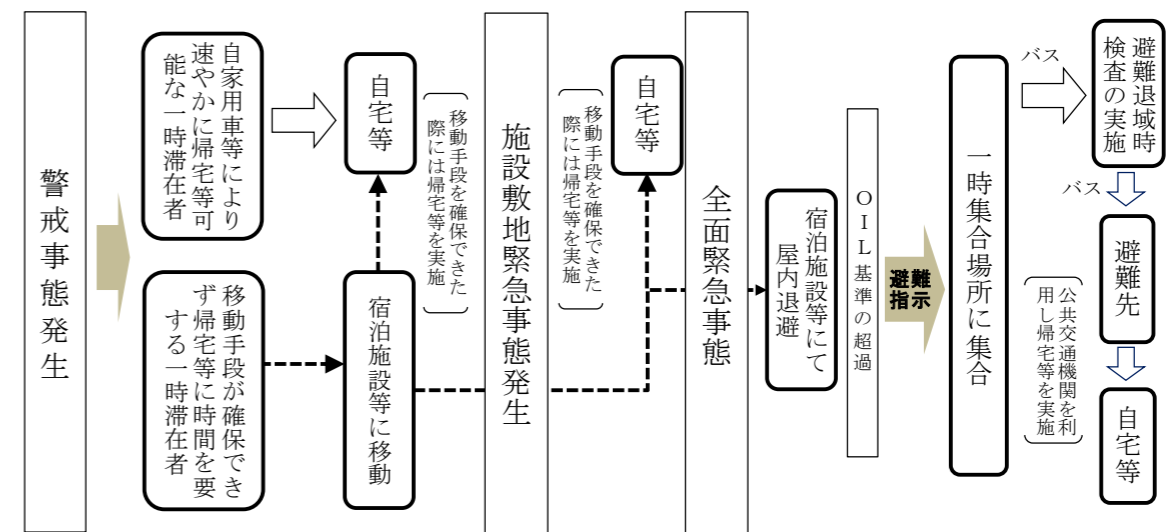 警戒事態発生
自家用車等により
速やかに帰宅等可
能な一時滞在者
移動手段が確保でき
ず帰宅等に時間を要
する一時滞在者
自宅等
移動手段を確保できた
際には帰宅等を実施
宿泊施設等に移動
施設敷地緊急事態発生
移動手段を確保できた
際には帰宅等を実施
自宅等
全面緊急事態
宿泊施設等にて
屋内退避
OIL基準の超過
避難
指示
一時集合場所に集合
バス
避難退域時
検査の実施
バス
避難先
公共交通機関を利
用し帰宅等を実施
自宅等